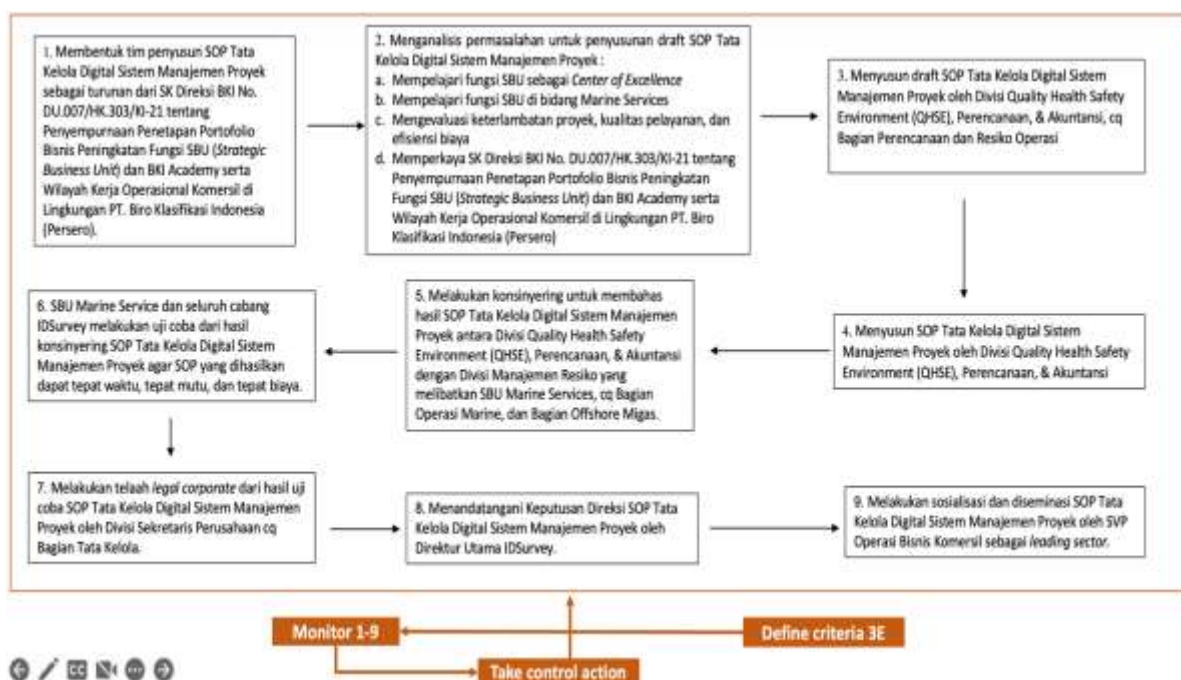 1. Membentuk tim penyusun SOP Tata
Kelola Digital Sistem Manajemen Proyek
sebagai turunan dari SK Direksi BKI No.
DU.007/HK.303/KI-21 tentang
Penyempurnaan Penetapan Portofolio
Bisnis Peningkatan Fungsi SBU (Strategic
Business Unit) dan BKI Academy serta
Wilayah Kerja Operasional Komersil di
Lingkungan PT. Biro Klasifikasi Indonesia
(Persero).
2. Menganalisis permasalahan untuk penyusunan draft SOP Tata
Kelola Digital Sistem Manajemen Proyek :
a. Mempelajari fungsi SBU sebagai Center of Excellence
b. Mempelajari fungsi SBU di bidang Marine Services
c. Mengevaluasi keterlambatan proyek, kualitas pelayanan, dan
efisiensi biaya
d. Memperkaya SK Direksi BKI No. DU.007/HK.303/KI-21 tentang
Penyempurnaan Penetapan Portofolio Bisnis Peningkatan
Fungsi SBU (Strategic Business Unit) dan BKI Academy serta
Wilayah Kerja Operasional Komersil di Lingkungan PT. Biro
Klasifikasi Indonesia (Persero)
3. Menyusun draft SOP Tata Kelola Digital Sistem
Manajemen Proyek oleh Divisi Quality Health Safety
Environment (QHSE), Perencanaan, & Akuntansi, cq
Bagian Perencanaan dan Resiko Operasi
4. Menyusun SOP Tata Kelola Digital Sistem
Manajemen Proyek oleh Divisi Quality Health Safety
Environment (QHSE), Perencanaan, & Akuntansi
5. Melakukan konsinyering untuk membahas
hasil SOP Tata Kelola Digital Sistem Manajemen
Proyek antara Divisi Quality Health Safety
Environment (QHSE), Perencanaan, & Akuntansi
dengan Divisi Manajemen Resiko yang
melibatkan SBU Marine Services, cq Bagian
Operasi Marine, dan Bagian Offshore Migas.
6. SBU Marine Service dan seluruh cabang
IDSurvey melakukan uji coba dari hasil
konsinyering SOP Tata Kelola Digital Sistem
Manajemen Proyek agar SOP yang dihasilkan
dapat tepat waktu, tepat mutu, dan tepat biaya.
7. Melakukan telaah legal corporate dari hasil uji
coba SOP Tata Kelola Digital Sistem Manajemen
Proyek oleh Divisi Sekretaris Perusahaan cq
Bagian Tata Kelola.
8. Menandatangani Keputusan Direksi SOP Tata
Kelola Digital Sistem Manajemen Proyek oleh
Direktur Utama IDSurvey.
9. Melakukan sosialisasi dan diseminasi SOP Tata
Kelola Digital Sistem Manajemen Proyek oleh SVP
Operasi Bisnis Komersil sebagai leading sector.
Monitor 1-9
Define criteria 3E
Take control action
CC